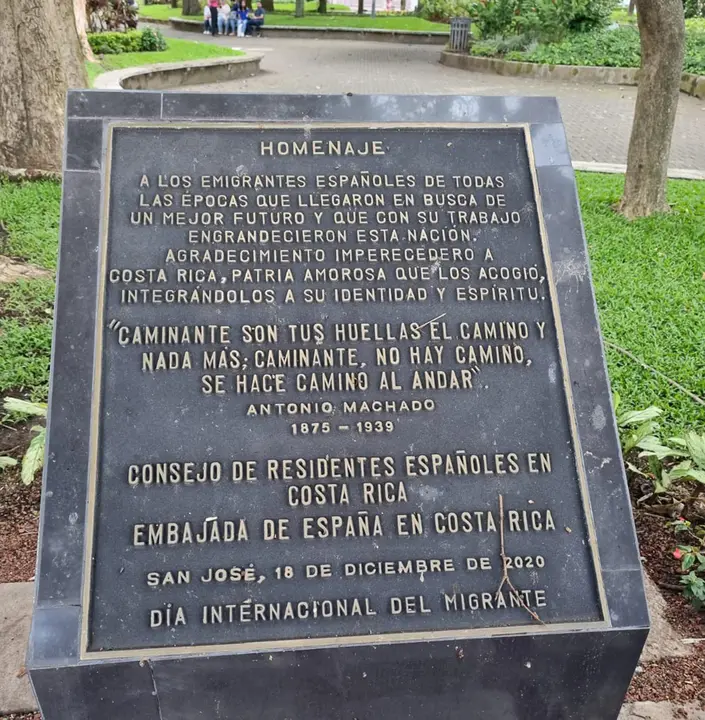 HOMENAJE
A LOS EMIGRANTES ESPAÑOLES DE TODAS
LAS ÉPOCAS QUE LLEGARON EN BUSCA DE
UN MEJOR FUTURO Y QUE CON SU TRABAJO
ENGRANDECIERON ESTA NACIÓN.
AGRADECIMIENTO IMPERECEDERO A
COSTA RICA, PATRIA AMOROSA QUE LOS ACOGIÓ,
INTEGRÁNDOLOS A SU IDENTIDAD Y ESPÍRITU.
"CAMINANTE SON TUS HUELLAS EL CAMINO Y
NADA MÁS; CAMINANTE, NO HAY CAMINO,
SE HACE CAMINO AL ANDAR".
ANTONIO MACHADO
1875 – 1939
CONSEJO DE RESIDENTES ESPAÑOLES EN
COSTA RICA
EMBAJADA DE ESPAÑA EN COSTA RICA
SAN JOSÉ, 18 DE DICIEMBRE DE 2020
DÍA INTERNACIONAL DEL MIGRANTE